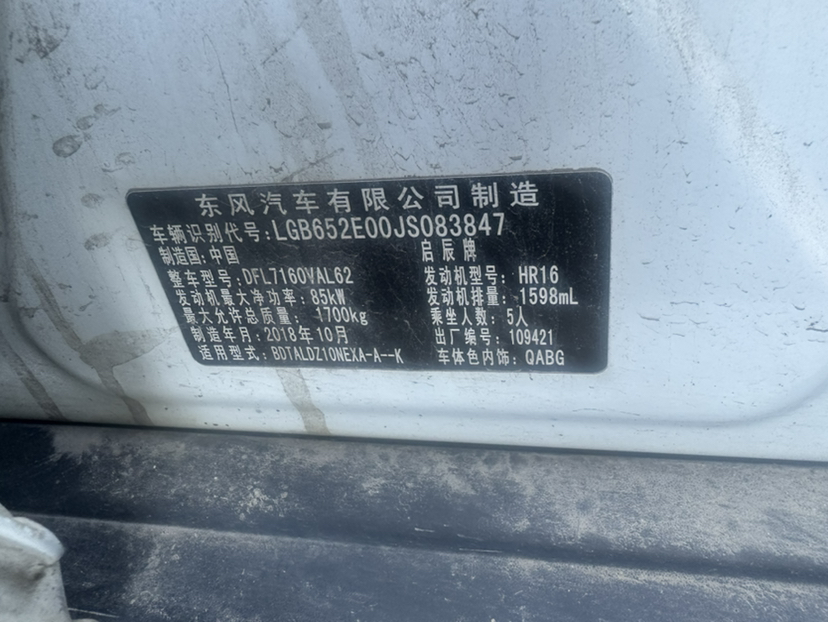 东风汽车有限公司制造
车辆识别代号:LGB652E00JS083847
制造国:中国 启辰牌
整车型号:DFL7160VAL62 发动机型号:HR16
发动机最大净功率:85kW 发动机排量:1598mL
最大允许总质量: 1700kg 乘坐人数:5人
制造年月:2018年10月 出厂编号:109421
适用型式:BDTALDZ10NEXA-A--K 车体色内饰:QABG